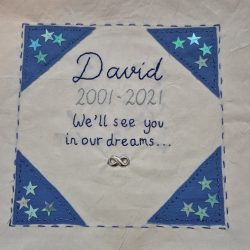 David
2001-2021
We'll see you
in our dreams...